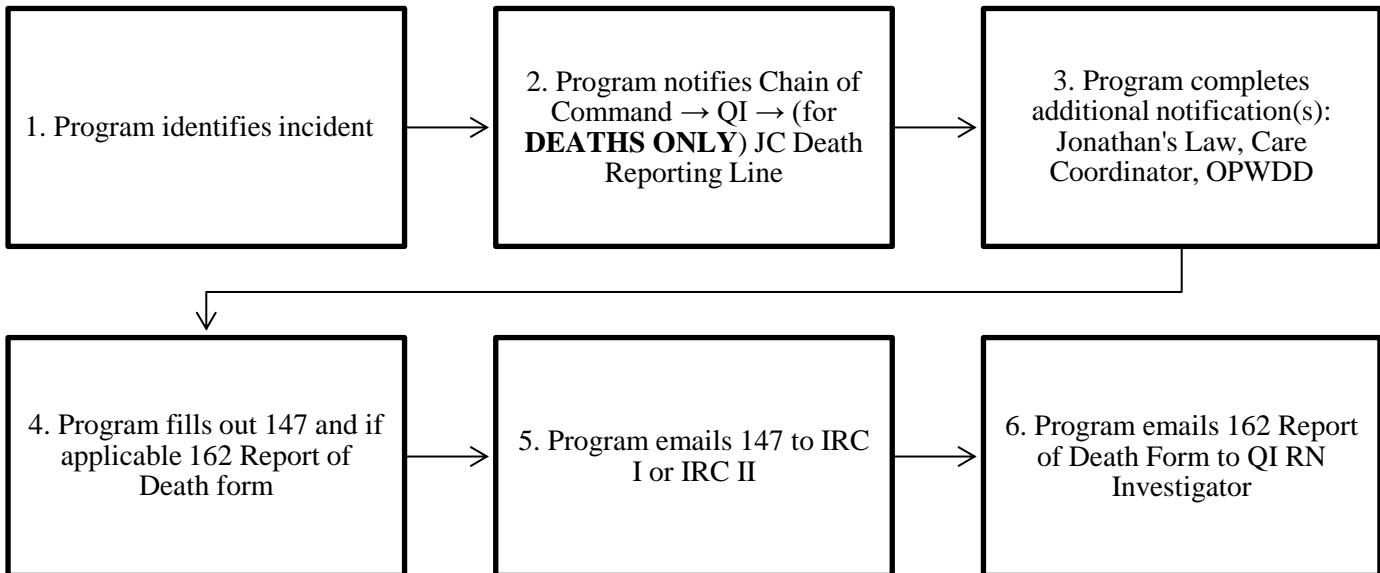 1. Program identifies incident
2. Program notifies Chain of
Command → QI → (for
DEATHS ONLY) JC Death
Reporting Line
3. Program completes
additional notification(s):
Jonathan's Law, Care
Coordinator, OPWDD
4. Program fills out 147 and if
applicable 162 Report of
Death form
5. Program emails 147 to IRC
I or IRC II
6. Program emails 162 Report
of Death Form to QI RN
Investigator